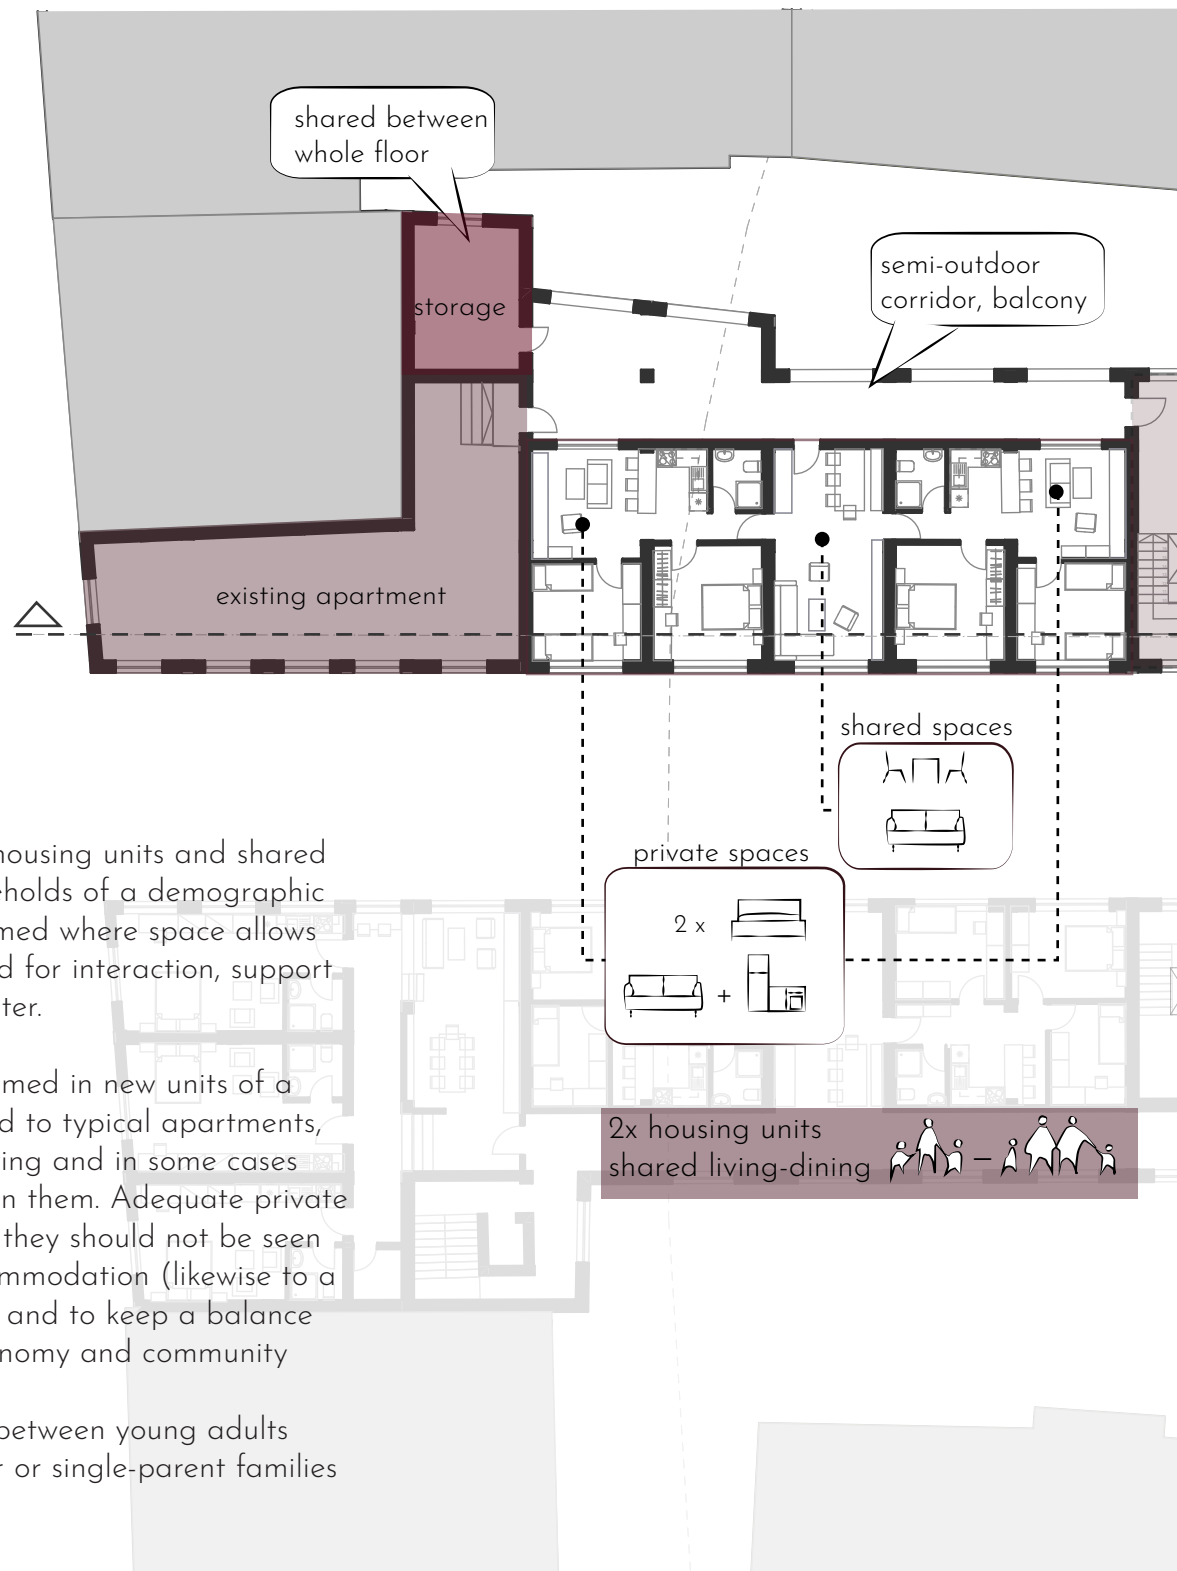 shared between
whole floor
semi-outdoor
corridor, balcony
storage
existing apartment
shared spaces
private spaces
2 x
+
housing units and shared
eholds of a demographic
med where space allows
d for interaction, support
ter.
med in new units of a
d to typical apartments,
ing and in some cases
n them. Adequate private
they should not be seen
mmodation (likewise to a
and to keep a balance
nomy and community
between young adults
r or single-parent families
2x housing units
shared living-dining
–